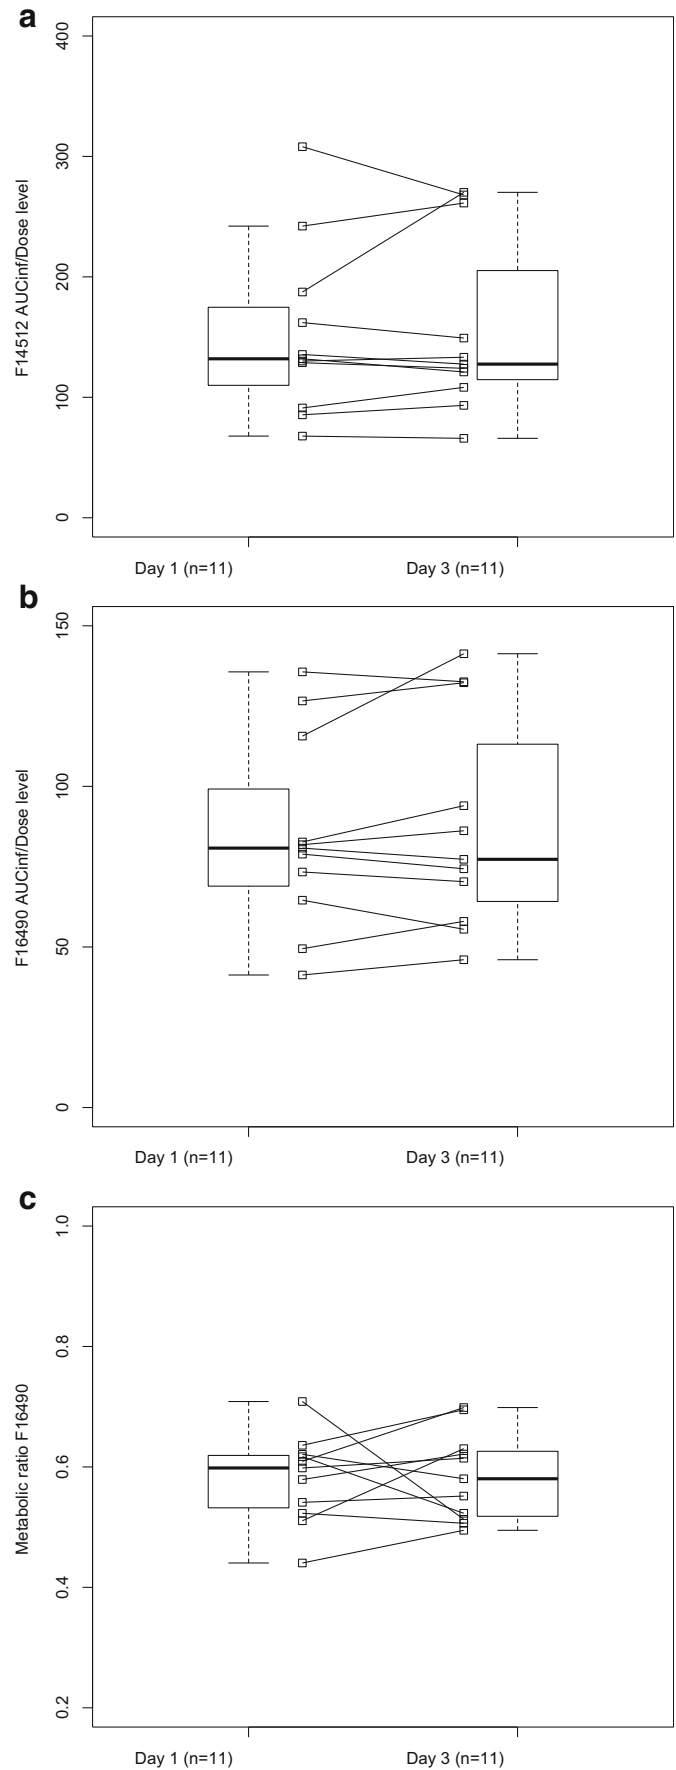 a
400
300
200
100
0
F14512 AUCinf/Dose level
Day 1 (n=11) Day 3 (n=11)
b
150
100
50
0
F16490 AUCinf/Dose level
Day 1 (n=11) Day 3 (n=11)
c
1.0
0.8
0.6
0.4
0.2
Metabolic ratio F16490
Day 1 (n=11) Day 3 (n=11)